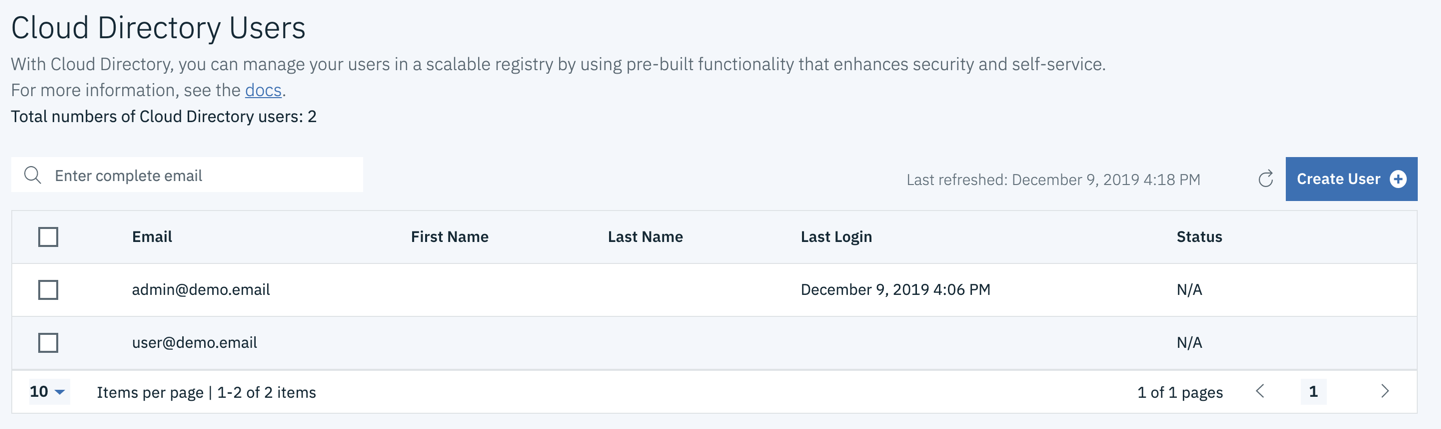 Cloud Directory Users
With Cloud Directory, you can manage your users in a scalable registry by using pre-built functionality that enhances security and self-service.
For more information, see the docs.
Total numbers of Cloud Directory users: 2
Enter complete email
Last refreshed: December 9, 2019 4:18 PM
Create User
Email First Name Last Name Last Login Status
admin@demo.email December 9, 2019 4:06 PM N/A
user@demo.email N/A
10 Items per page | 1-2 of 2 items 1 of 1 pages 1